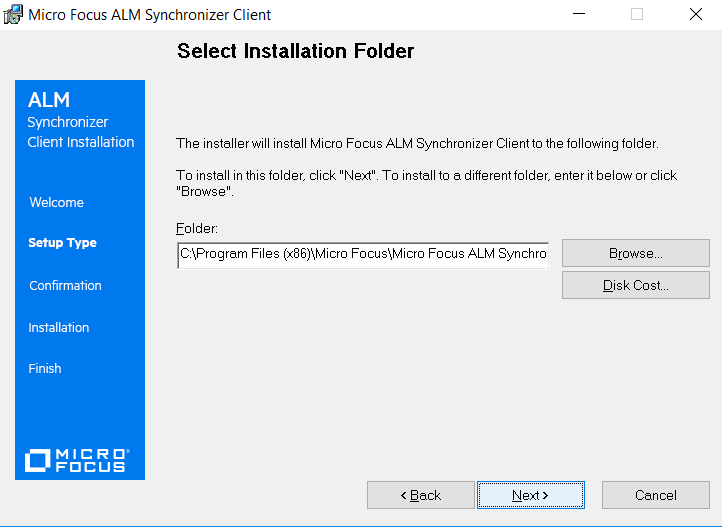 Micro Focus ALM Synchronizer Client
Select Installation Folder
ALM
Synchronizer
Client Installation
Welcome
Setup Type
Confirmation
Installation
Finish
MICRO
FOCUS
The installer will install Micro Focus ALM Synchronizer Client to the following folder.
To install in this folder, click "Next". To install to a different folder, enter it below or click
"Browse".
Folder:
C:\Program Files (x86)\Micro Focus\Micro Focus ALM Synchro
Browse...
Disk Cost...
< Back
Next >
Cancel